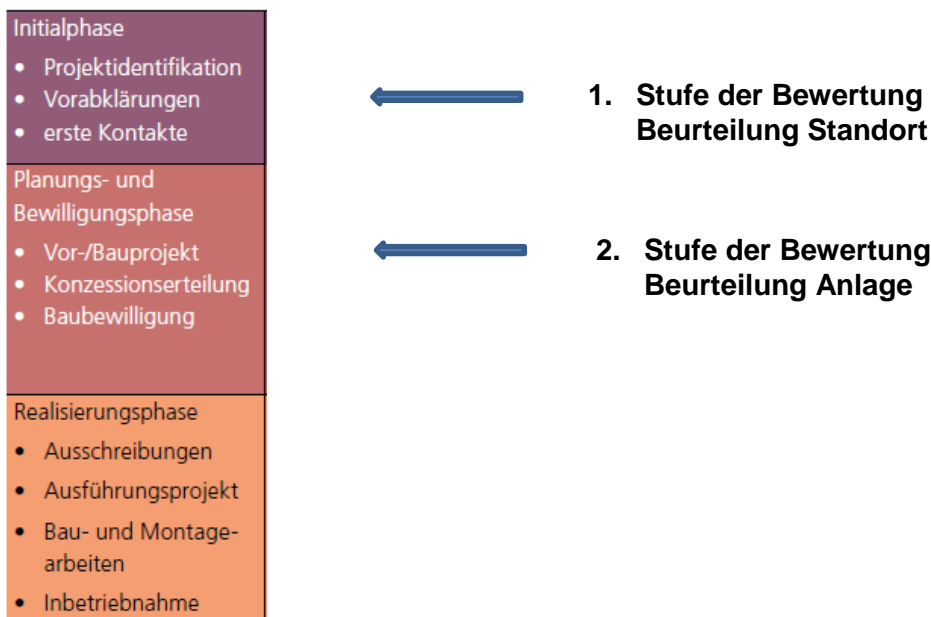 Initialphase
• Projektidentifikation
• Vorabklärungen
• erste Kontakte
1. Stufe der Bewertung
Beurteilung Standort
Planungs- und
Bewilligungsphase
• Vor-/Bauprojekt
• Konzessionserteilung
• Baubewilligung
2. Stufe der Bewertung
Beurteilung Anlage
Realisierungsphase
• Ausschreibungen
• Ausführungsprojekt
• Bau- und Montage-
arbeiten
• Inbetriebnahme